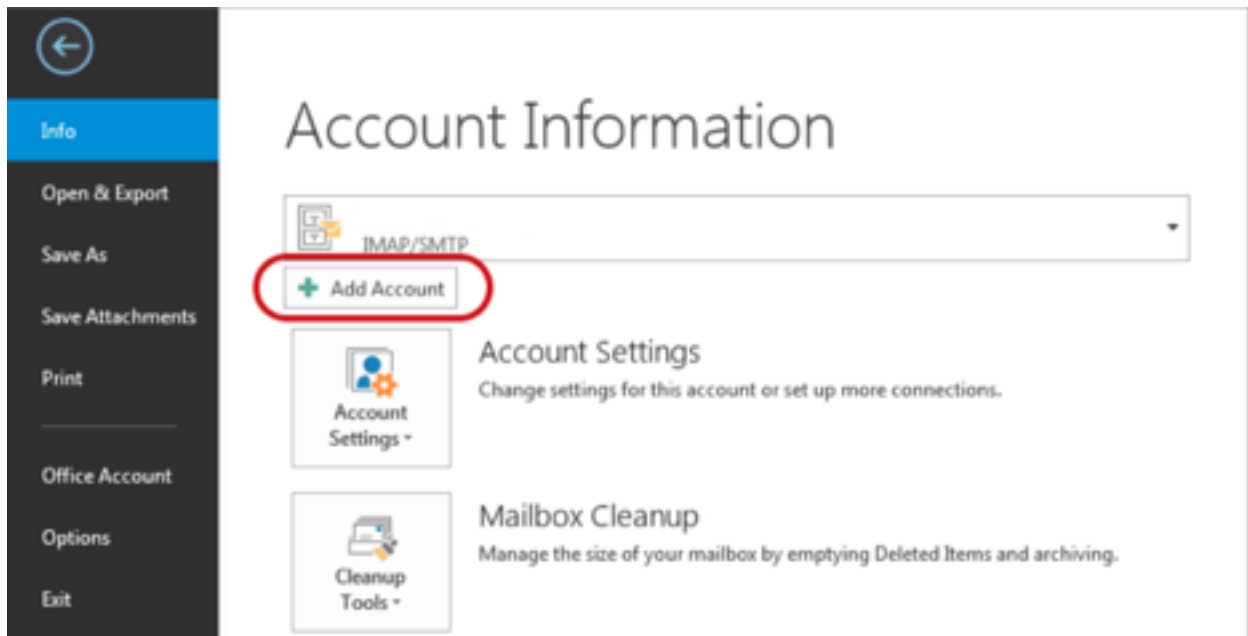 Info
Open & Export
Save As
Save Attachments
Print
Office Account
Options
Exit
Account Information
IMAP/SMTP
Add Account
Account
Settings
Account Settings
Change settings for this account or set up more connections.
Cleanup
Tools
Mailbox Cleanup
Manage the size of your mailbox by emptying Deleted Items and archiving.